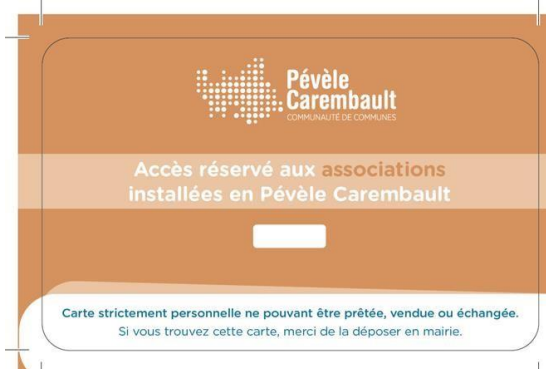 Pévèle
Carembault
COMMUNAUTÉ DE COMMUNES
Accès réservé aux associations
installées en Pévèle Carembault
Carte strictement personnelle ne pouvant être prêtée, vendue ou échangée.
Si vous trouvez cette carte, merci de la déposer en mairie.